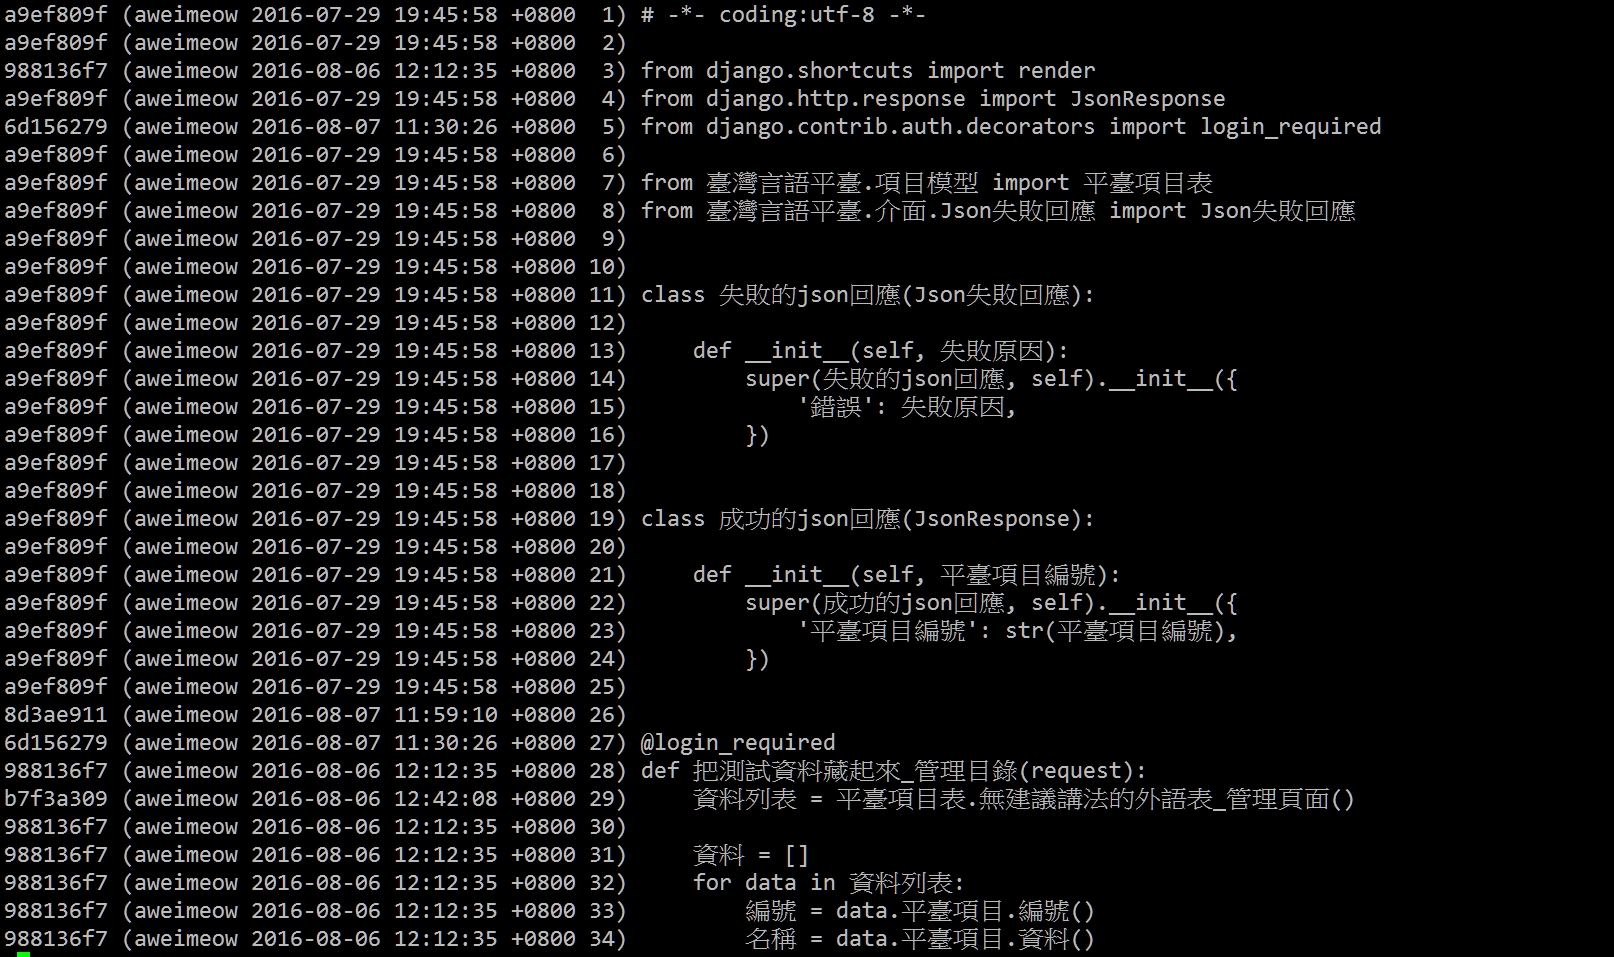 a9ef809f (aweimeow 2016-07-29 19:45:58 +0800  1) # -*- coding:utf-8 -*-
a9ef809f (aweimeow 2016-07-29 19:45:58 +0800  2)
988136f7 (aweimeow 2016-08-06 12:12:35 +0800  3) from django.shortcuts import render
a9ef809f (aweimeow 2016-07-29 19:45:58 +0800  4) from django.http.response import JsonResponse
6d156279 (aweimeow 2016-08-07 11:30:26 +0800  5) from django.contrib.auth.decorators import login_required
a9ef809f (aweimeow 2016-07-29 19:45:58 +0800  6)
a9ef809f (aweimeow 2016-07-29 19:45:58 +0800  7) from 臺灣言語平臺.項目模型 import 平臺項目表
a9ef809f (aweimeow 2016-07-29 19:45:58 +0800  8) from 臺灣言語平臺.介面.Json失敗回應 import Json失敗回應
a9ef809f (aweimeow 2016-07-29 19:45:58 +0800  9)
a9ef809f (aweimeow 2016-07-29 19:45:58 +0800 10)
a9ef809f (aweimeow 2016-07-29 19:45:58 +0800 11) class 失敗的json回應(Json失敗回應):
a9ef809f (aweimeow 2016-07-29 19:45:58 +0800 12)
a9ef809f (aweimeow 2016-07-29 19:45:58 +0800 13)     def __init__(self, 失敗原因):
a9ef809f (aweimeow 2016-07-29 19:45:58 +0800 14)         super(失敗的json回應, self).__init__({
a9ef809f (aweimeow 2016-07-29 19:45:58 +0800 15)             '錯誤': 失敗原因,
a9ef809f (aweimeow 2016-07-29 19:45:58 +0800 16)         })
a9ef809f (aweimeow 2016-07-29 19:45:58 +0800 17)
a9ef809f (aweimeow 2016-07-29 19:45:58 +0800 18)
a9ef809f (aweimeow 2016-07-29 19:45:58 +0800 19) class 成功的json回應(JsonResponse):
a9ef809f (aweimeow 2016-07-29 19:45:58 +0800 20)
a9ef809f (aweimeow 2016-07-29 19:45:58 +0800 21)     def __init__(self, 平臺項目編號):
a9ef809f (aweimeow 2016-07-29 19:45:58 +0800 22)         super(成功的json回應, self).__init__({
a9ef809f (aweimeow 2016-07-29 19:45:58 +0800 23)             '平臺項目編號': str(平臺項目編號),
a9ef809f (aweimeow 2016-07-29 19:45:58 +0800 24)         })
a9ef809f (aweimeow 2016-07-29 19:45:58 +0800 25)
8d3ae911 (aweimeow 2016-08-07 11:59:10 +0800 26)
6d156279 (aweimeow 2016-08-07 11:30:26 +0800 27) @login_required
988136f7 (aweimeow 2016-08-06 12:12:35 +0800 28) def 把測試資料藏起來_管理目錄(request):
b7f3a309 (aweimeow 2016-08-06 12:42:08 +0800 29)     資料列表 = 平臺項目表.無建議講法的外語表_管理頁面()
988136f7 (aweimeow 2016-08-06 12:12:35 +0800 30)
988136f7 (aweimeow 2016-08-06 12:12:35 +0800 31)     資料 = []
988136f7 (aweimeow 2016-08-06 12:12:35 +0800 32)     for data in 資料列表:
988136f7 (aweimeow 2016-08-06 12:12:35 +0800 33)         編號 = data.平臺項目.編號()
988136f7 (aweimeow 2016-08-06 12:12:35 +0800 34)         名稱 = data.平臺項目.資料()